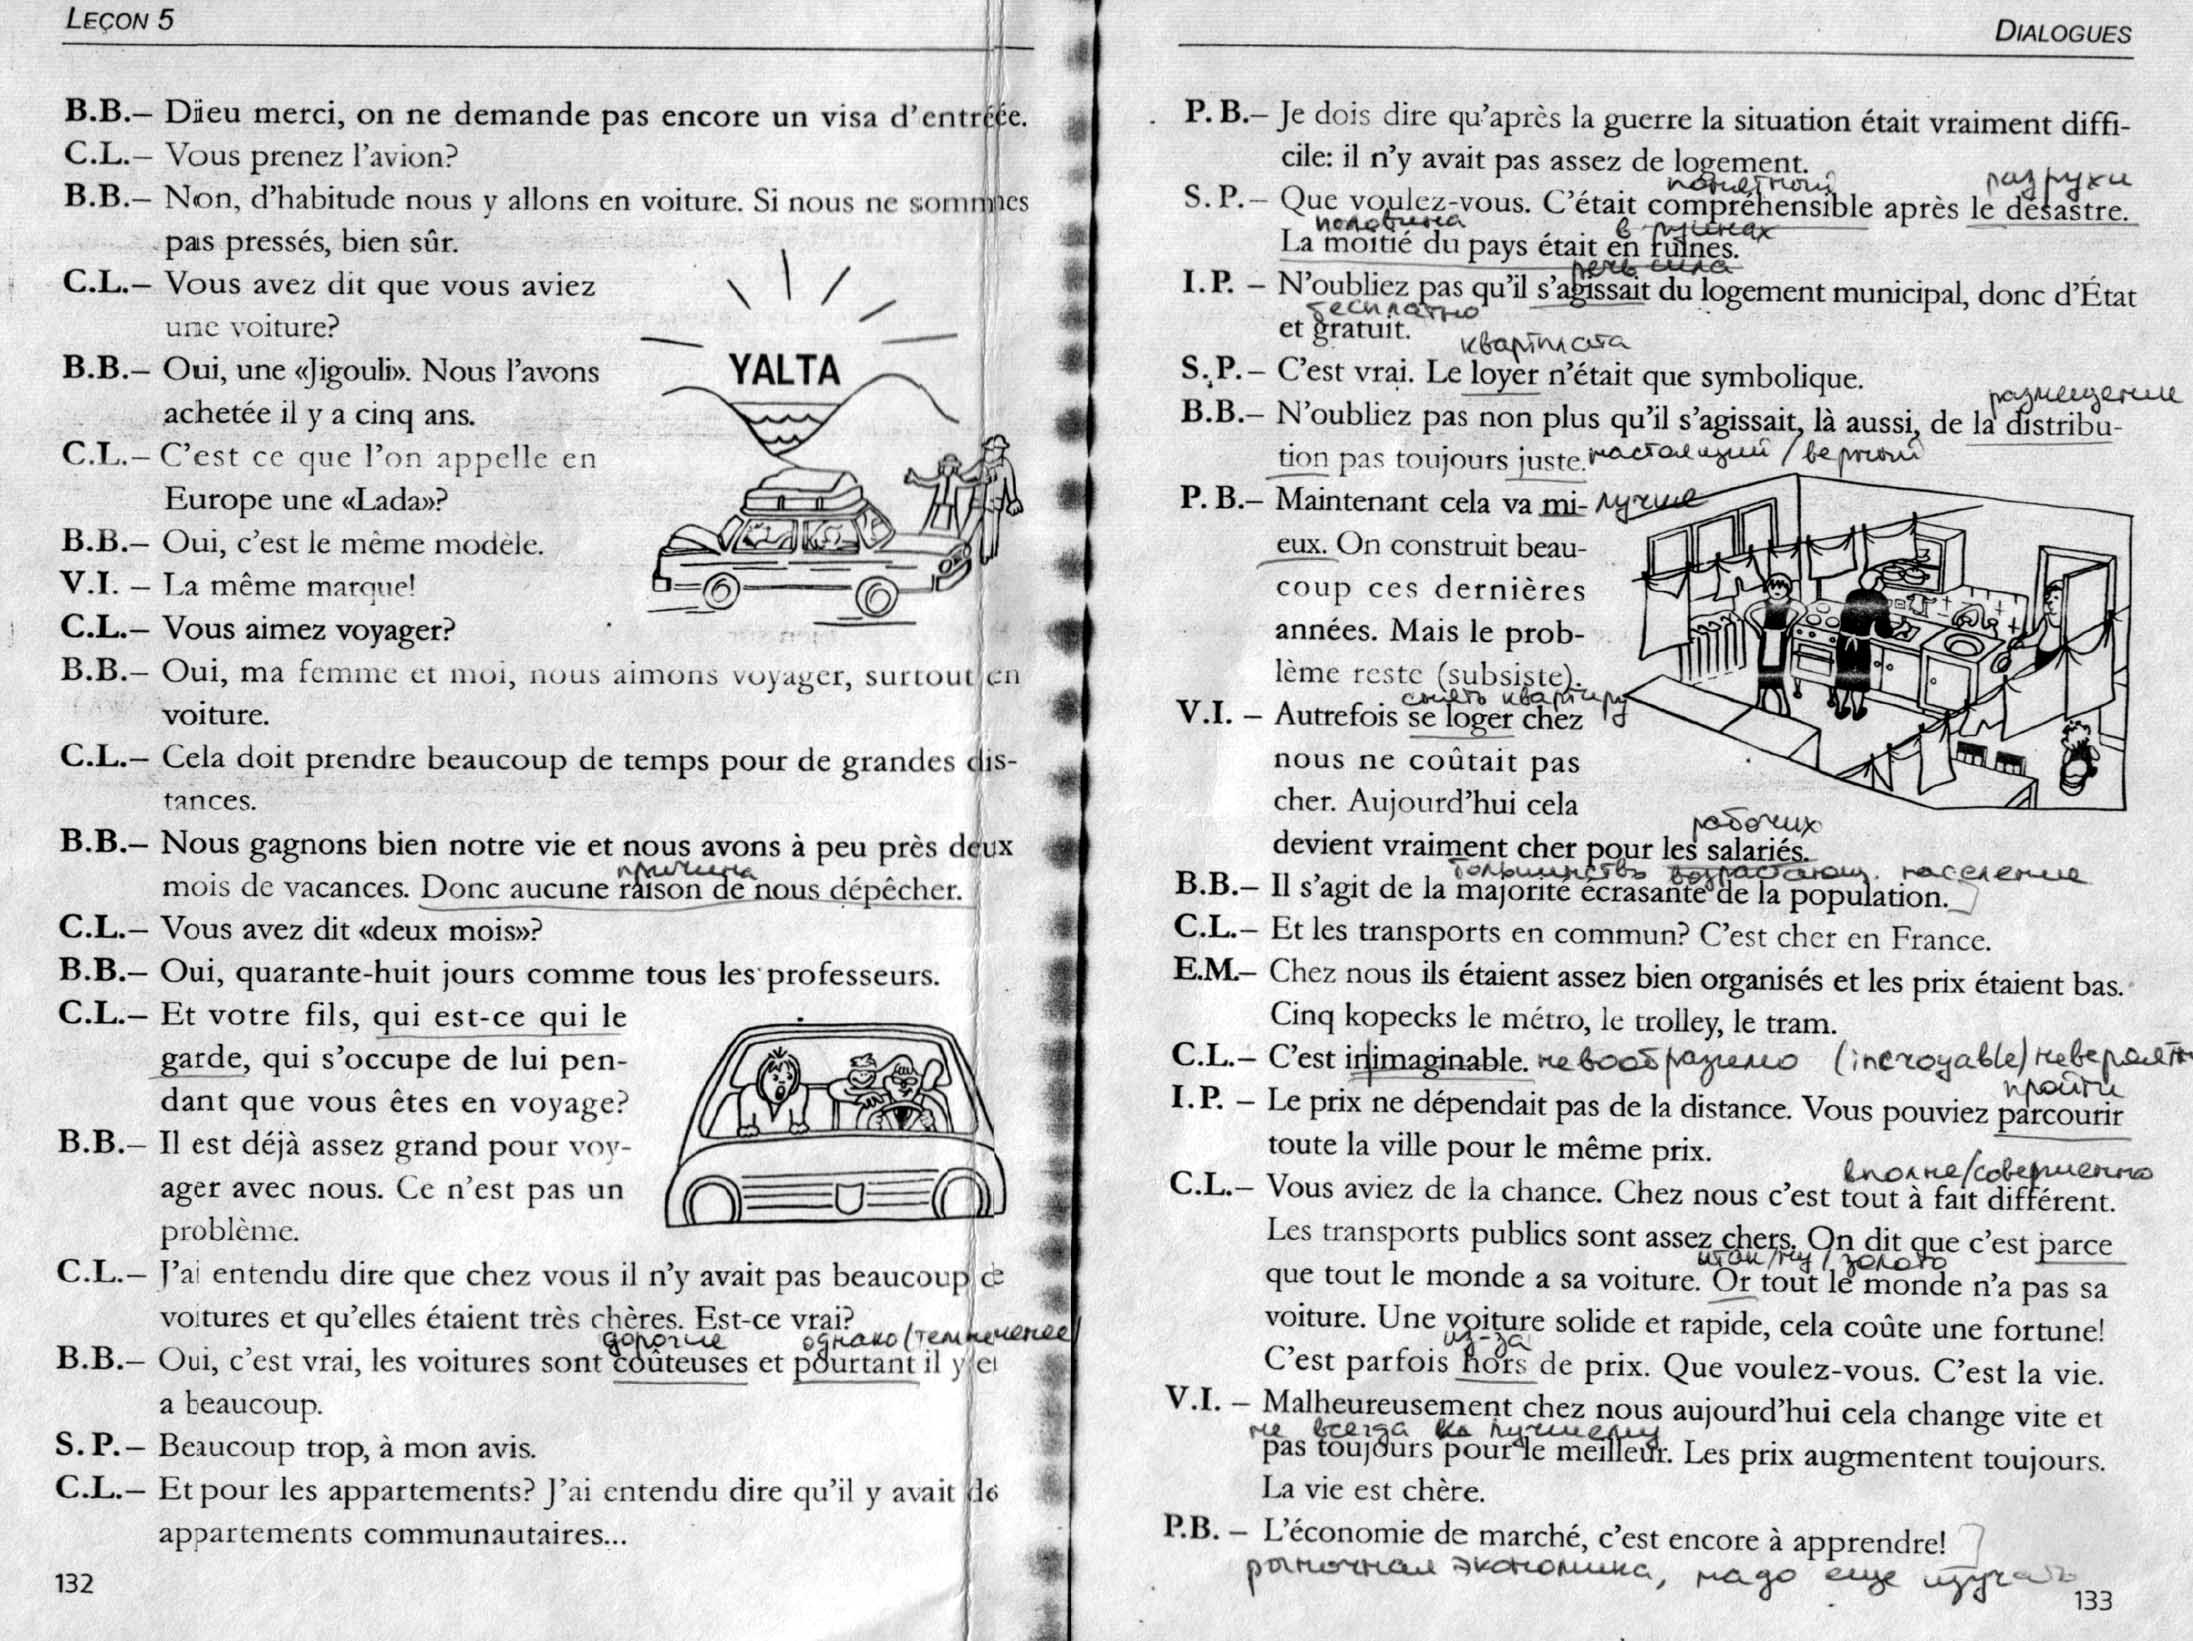 LEÇON 5
B.B.– Dieu merci, on ne demande pas encore un visa d'entrée.
C.L.– Vous prenez l'avion?
B.B.– Non, d'habitude nous y allons en voiture. Si nous ne sommes
pas pressés, bien sûr.
C.L.– Vous avez dit que vous aviez
une voiture?
B.B.– Oui, une «Jigouli». Nous l'avons
achetée il y a cinq ans.
C.L.– C'est ce que l'on appelle en
Europe une «Lada»?
B.B.– Oui, c'est le même modèle.
V.I. – La même marque!
YALTA
C.L.– Vous aimez voyager?
B.B.– Oui, ma femme et moi, nous aimons voyager, surtout en
voiture.
C.L.– Cela doit prendre beaucoup de temps pour de grandes dis-
tances.
B.B.– Nous gagnons bien notre vie et nous avons à peu près deux
причина
mois de vacances. Donc aucune raison de nous dépêcher.
C.L.– Vous avez dit «deux mois»?
B.B.– Oui, quarante-huit jours comme tous les professeurs.
C.L.– Et votre fils, qui est-ce qui le
garde, qui s'occupe de lui pen-
dant que vous êtes en voyage?
B.B.– Il est déjà assez grand pour voy-
ager avec nous. Ce n'est pas un
problème.
C.L.– J'ai entendu dire que chez vous il n'y avait pas beaucoup de
voitures et qu'elles étaient très chères. Est-ce vrai?
дорогие однако (тем не менее)
B.B.– Oui, c'est vrai, les voitures sont coûteuses et pourtant il y e
a beaucoup.
S.P.– Beaucoup trop, à mon avis.
C.L.– Et pour les appartements? J'ai entendu dire qu'il y avait de
appartements communautaires...
132
DIALOGUES
P.B.– Je dois dire qu'après la guerre la situation était vraiment diffi-
cile: il n'y avait pas assez de logement.
понятной разрухи
S.P.– Que voulez-vous. C'était compréhensible après le désastre.
половина в руинах
La moitié du pays était en ruines.
речь шла
I.P. – N'oubliez pas qu'il s'agissait du logement municipal, donc d'État
бесплатно
et gratuit.
квартплата
S.P.– C'est vrai. Le loyer n'était que symbolique.
размещение
B.B.– N'oubliez pas non plus qu'il s'agissait, là aussi, de la distribu-
tion pas toujours juste. настоящий / верный
P.B.– Maintenant cela va mi- лучше
eux. On construit beau-
coup ces dernières
années. Mais le prob-
lème reste (subsiste).
снять квартиру
V.I. – Autrefois se loger chez
nous ne coûtait pas
cher. Aujourd'hui cela
рабочих
devient vraiment cher pour les salariés.
большинство возрастающ. население
B.B.– Il s'agit de la majorité écrasante de la population.
C.L.– Et les transports en commun? C'est cher en France.
E.M.– Chez nous ils étaient assez bien organisés et les prix étaient bas.
Cinq kopecks le métro, le trolley, le tram.
C.L.– C'est inimaginable. невообразимо (incroyable) невероятн
пройти
I.P. – Le prix ne dépendait pas de la distance. Vous pouviez parcourir
toute la ville pour le même prix.
вполне/совершенно
C.L.– Vous aviez de la chance. Chez nous c'est tout à fait différent.
Les transports publics sont assez chers. On dit que c'est parce
итак/ну/золото
que tout le monde a sa voiture. Or tout le monde n'a pas sa
voiture. Une voiture solide et rapide, cela coûte une fortune!
из-за
C'est parfois hors de prix. Que voulez-vous. C'est la vie.
V.I. – Malheureusement chez nous aujourd'hui cela change vite et
не всегда к лучшему
pas toujours pour le meilleur. Les prix augmentent toujours.
La vie est chère.
P.B. – L'économie de marché, c'est encore à apprendre!
рыночная экономика, надо еще изучать
133